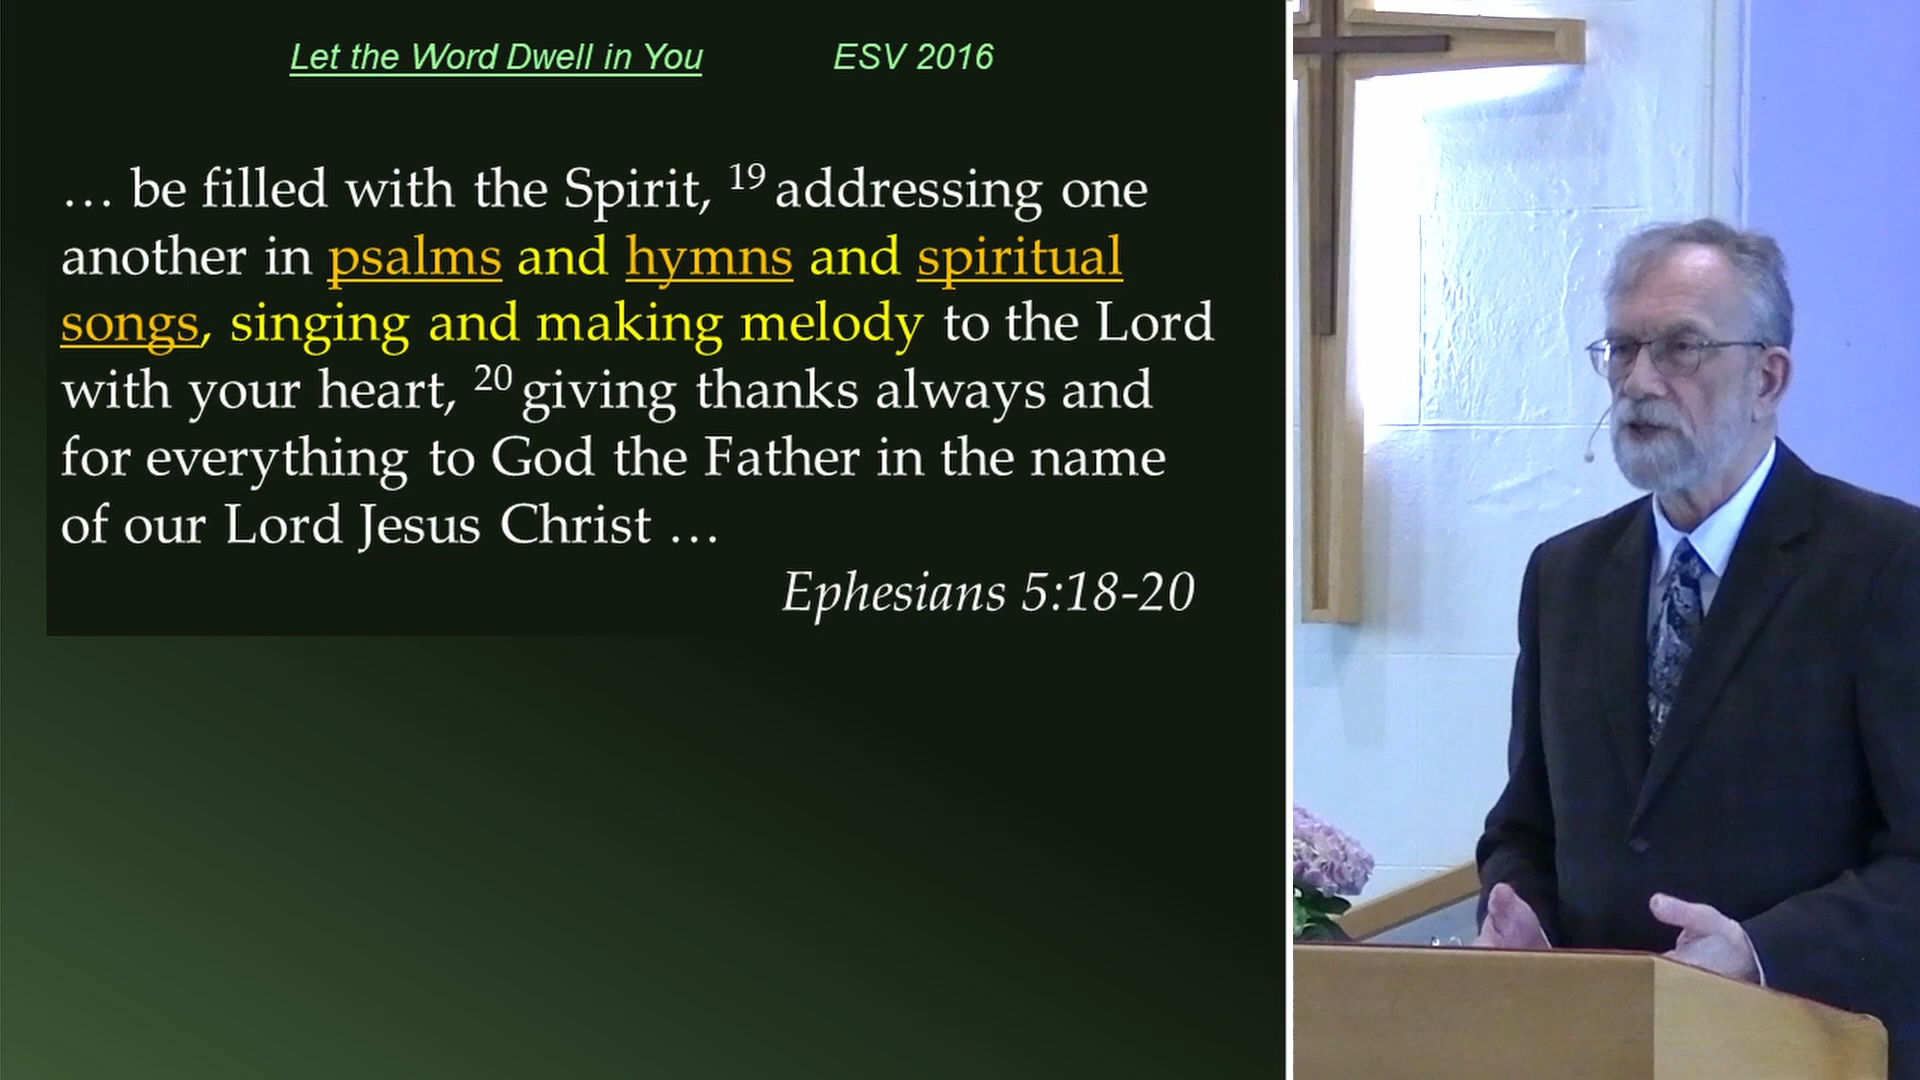 Let the Word Dwell in You ESV 2016
… be filled with the Spirit, 19 addressing one
another in psalms and hymns and spiritual
songs, singing and making melody to the Lord
with your heart, 20 giving thanks always and
for everything to God the Father in the name
of our Lord Jesus Christ …
Ephesians 5:18-20